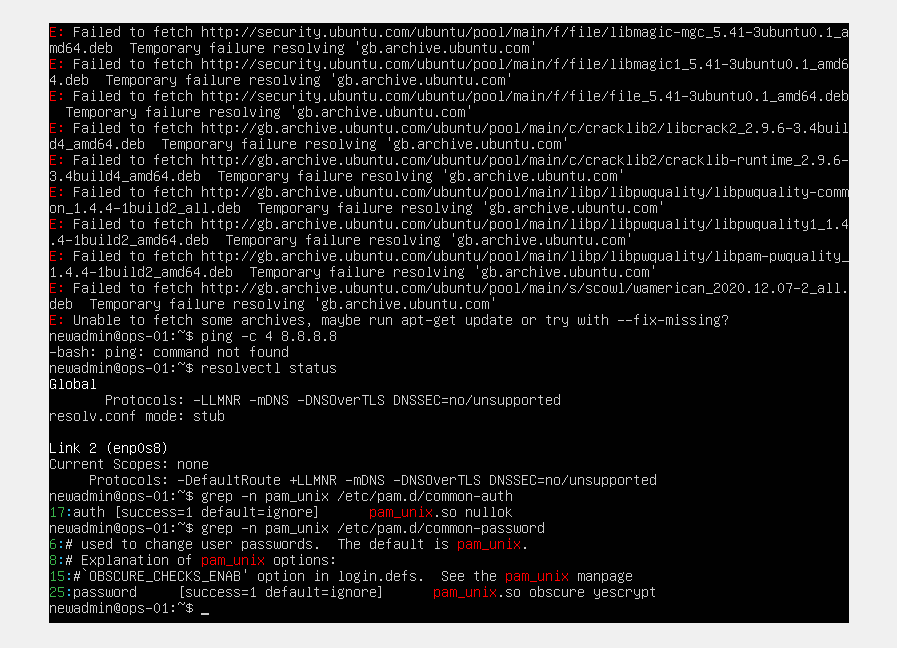 E: Failed to fetch http://security.ubuntu.com/ubuntu/pool/main/f/file/libmagic-mgc_5.41-3ubuntu0.1_a
md64.deb  Temporary failure resolving 'gb.archive.ubuntu.com'
E: Failed to fetch http://security.ubuntu.com/ubuntu/pool/main/f/file/libmagic1_5.41-3ubuntu0.1_amd6
4.deb  Temporary failure resolving 'gb.archive.ubuntu.com'
E: Failed to fetch http://security.ubuntu.com/ubuntu/pool/main/f/file/file_5.41-3ubuntu0.1_amd64.deb
  Temporary failure resolving 'gb.archive.ubuntu.com'
E: Failed to fetch http://gb.archive.ubuntu.com/ubuntu/pool/main/c/cracklib2/libcrack2_2.9.6-3.4buil
d4_amd64.deb  Temporary failure resolving 'gb.archive.ubuntu.com'
E: Failed to fetch http://gb.archive.ubuntu.com/ubuntu/pool/main/c/cracklib2/cracklib-runtime_2.9.6-
3.4build4_amd64.deb  Temporary failure resolving 'gb.archive.ubuntu.com'
E: Failed to fetch http://gb.archive.ubuntu.com/ubuntu/pool/main/libp/libpwquality/libpwquality-comm
on_1.4.4-1build2_all.deb  Temporary failure resolving 'gb.archive.ubuntu.com'
E: Failed to fetch http://gb.archive.ubuntu.com/ubuntu/pool/main/libp/libpwquality/libpwquality1_1.4
.4-1build2_amd64.deb  Temporary failure resolving 'gb.archive.ubuntu.com'
E: Failed to fetch http://gb.archive.ubuntu.com/ubuntu/pool/main/libp/libpwquality/libpam-pwquality_
1.4.4-1build2_amd64.deb  Temporary failure resolving 'gb.archive.ubuntu.com'
E: Failed to fetch http://gb.archive.ubuntu.com/ubuntu/pool/main/s/scowl/wamerican_2020.12.07-2_all.
deb  Temporary failure resolving 'gb.archive.ubuntu.com'
E: Unable to fetch some archives, maybe run apt-get update or try with --fix-missing?
newadmin@ops-01:~$ ping -c 4 8.8.8.8
-bash: ping: command not found
newadmin@ops-01:~$ resolvectl status
Global
       Protocols: -LLMNR -mDNS -DNSOverTLS DNSSEC=no/unsupported
resolv.conf mode: stub

Link 2 (enp0s8)
Current Scopes: none
     Protocols: -DefaultRoute +LLMNR -mDNS -DNSOverTLS DNSSEC=no/unsupported
newadmin@ops-01:~$ grep -n pam_unix /etc/pam.d/common-auth
17:auth [success=1 default=ignore]      pam_unix.so nullok
newadmin@ops-01:~$ grep -n pam_unix /etc/pam.d/common-password
6:# used to change user passwords.  The default is pam_unix.
8:# Explanation of pam_unix options:
15:#`OBSCURE_CHECKS_ENAB' option in login.defs.  See the pam_unix manpage
25:password     [success=1 default=ignore]      pam_unix.so obscure yescrypt
newadmin@ops-01:~$ _